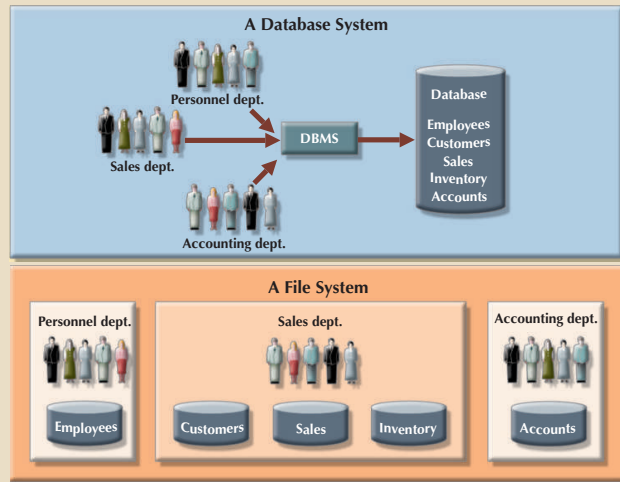 A Database System
Personnel dept.
Sales dept.
Accounting dept.
DBMS
Database
Employees
Customers
Sales
Inventory
Accounts
A File System
Personnel dept.
Employees
Sales dept.
Customers
Sales
Inventory
Accounting dept.
Accounts